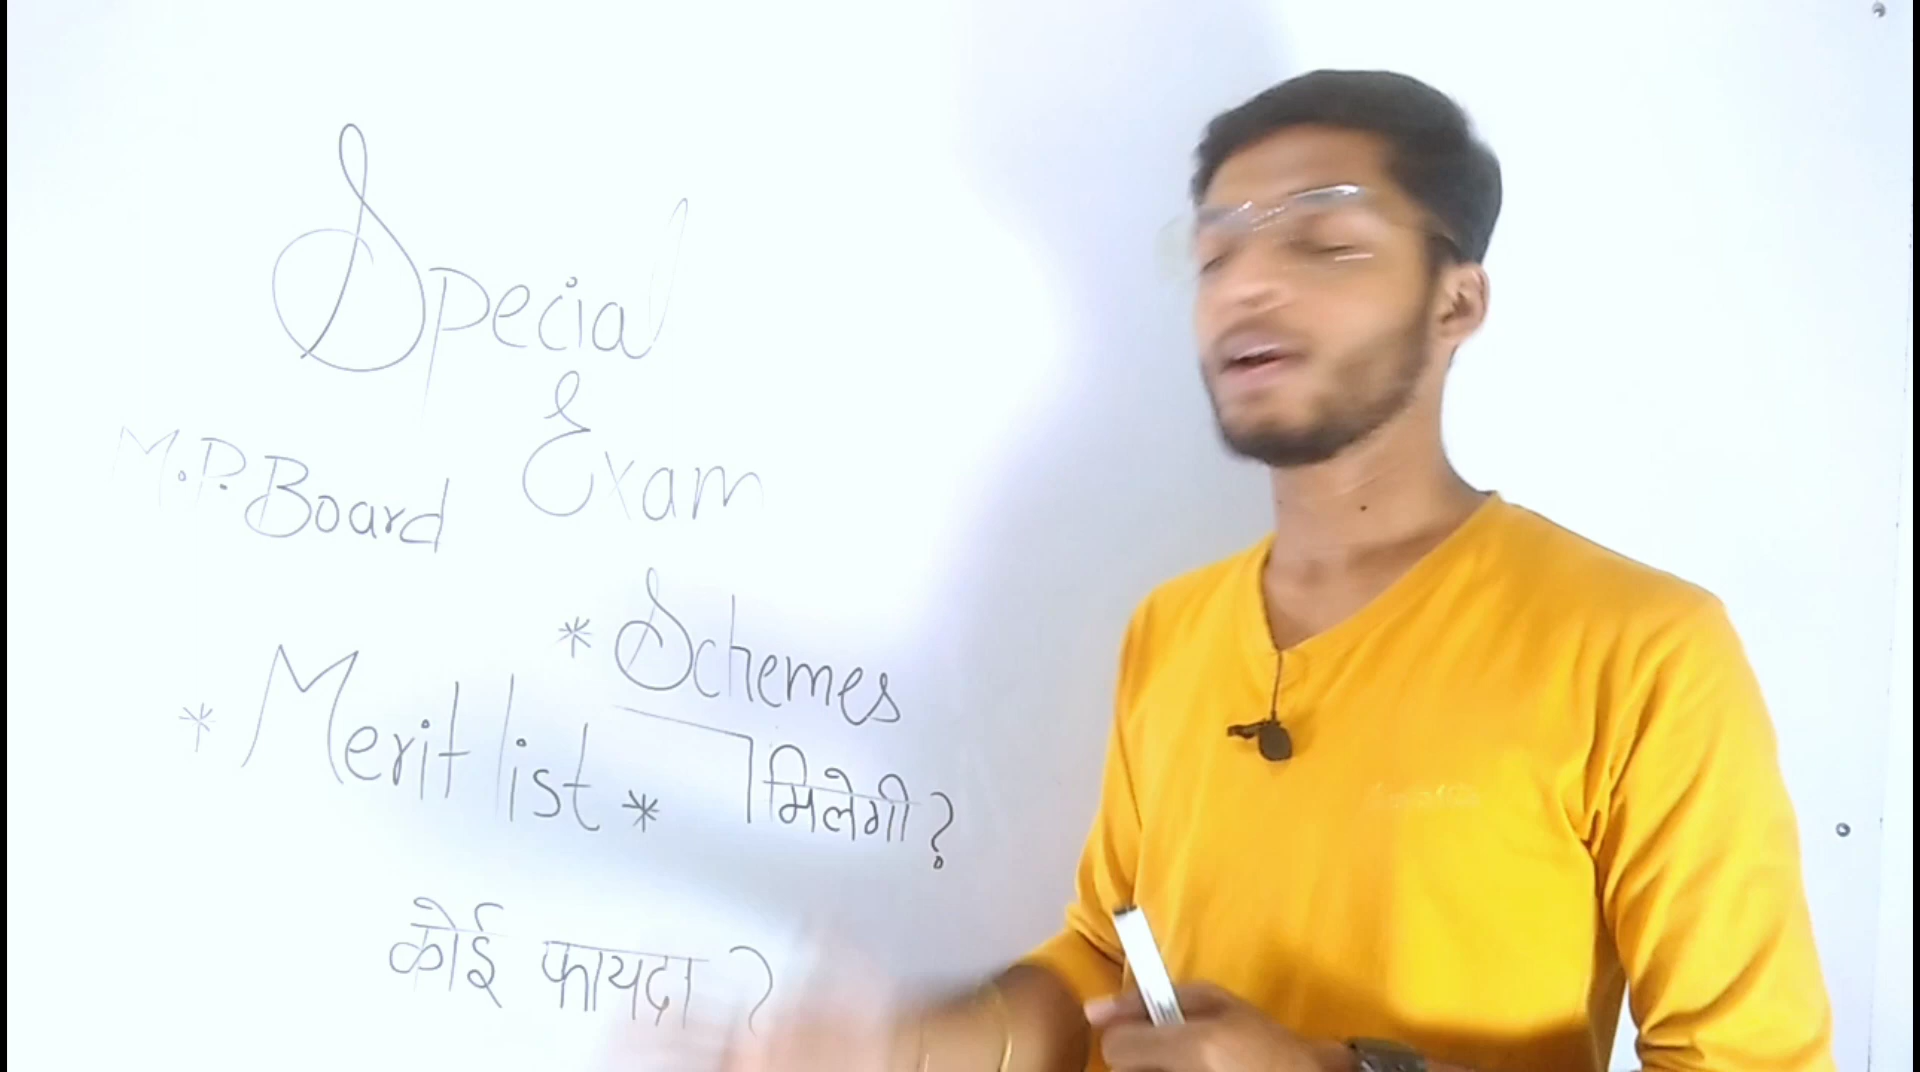 Special
Exam
M.P. Board
* Schemes
मिलेगी ?
* Merit list *
कोई फायदा ?